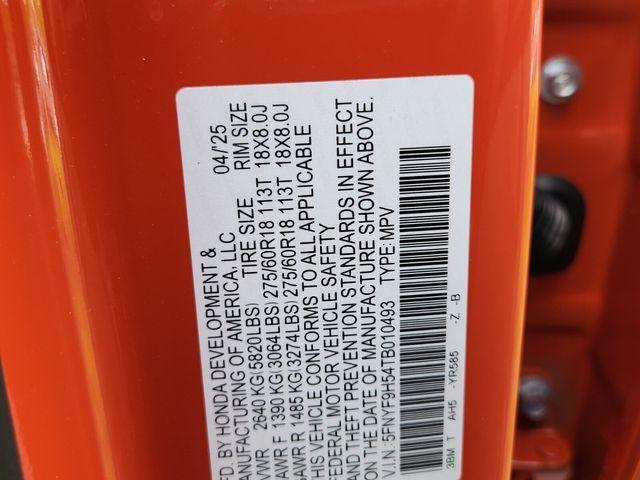 MFD. BY HONDA DEVELOPMENT &
MANUFACTURING OF AMERICA, LLC 04/'25
GVWR 2640 KG(5820LBS) TIRE SIZE RIM SIZE
GAWR F 1390 KG(3064LBS) 275/60R18 113T 18X8.0J
GAWR R 1485 KG(3274LBS) 275/60R18 113T 18X8.0J
THIS VEHICLE CONFORMS TO ALL APPLICABLE
FEDERAL MOTOR VEHICLE SAFETY
AND THEFT PREVENTION STANDARDS IN EFFECT
ON THE DATE OF MANUFACTURE SHOWN ABOVE.
V.I.N. 5FNYF9H54TB010493 TYPE: MPV
3BM T AH5 -YR585 -Z -B